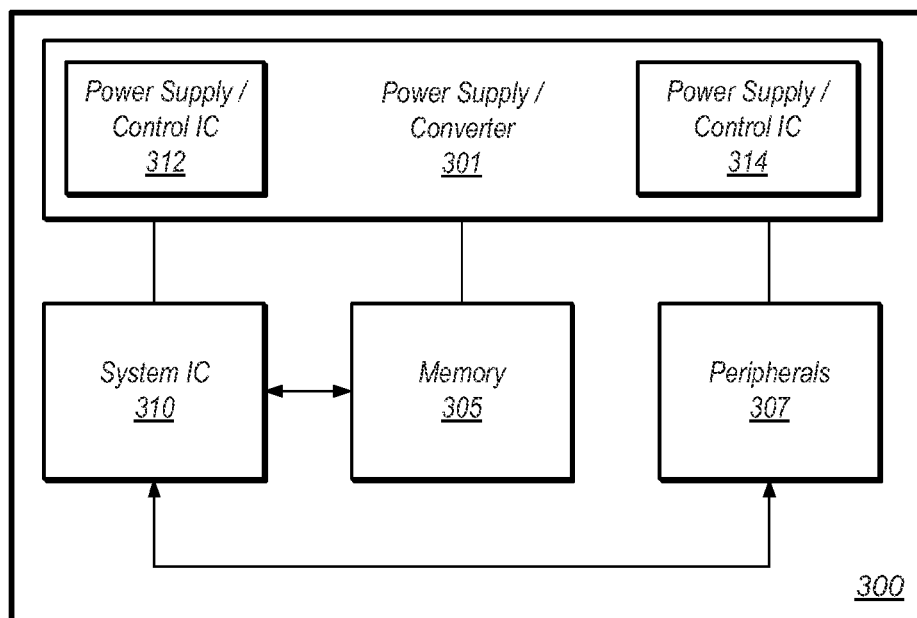 Power Supply /
Control IC
312
Power Supply /
Converter
301
Power Supply /
Control IC
314
System IC
310
Memory
305
Peripherals
307
300